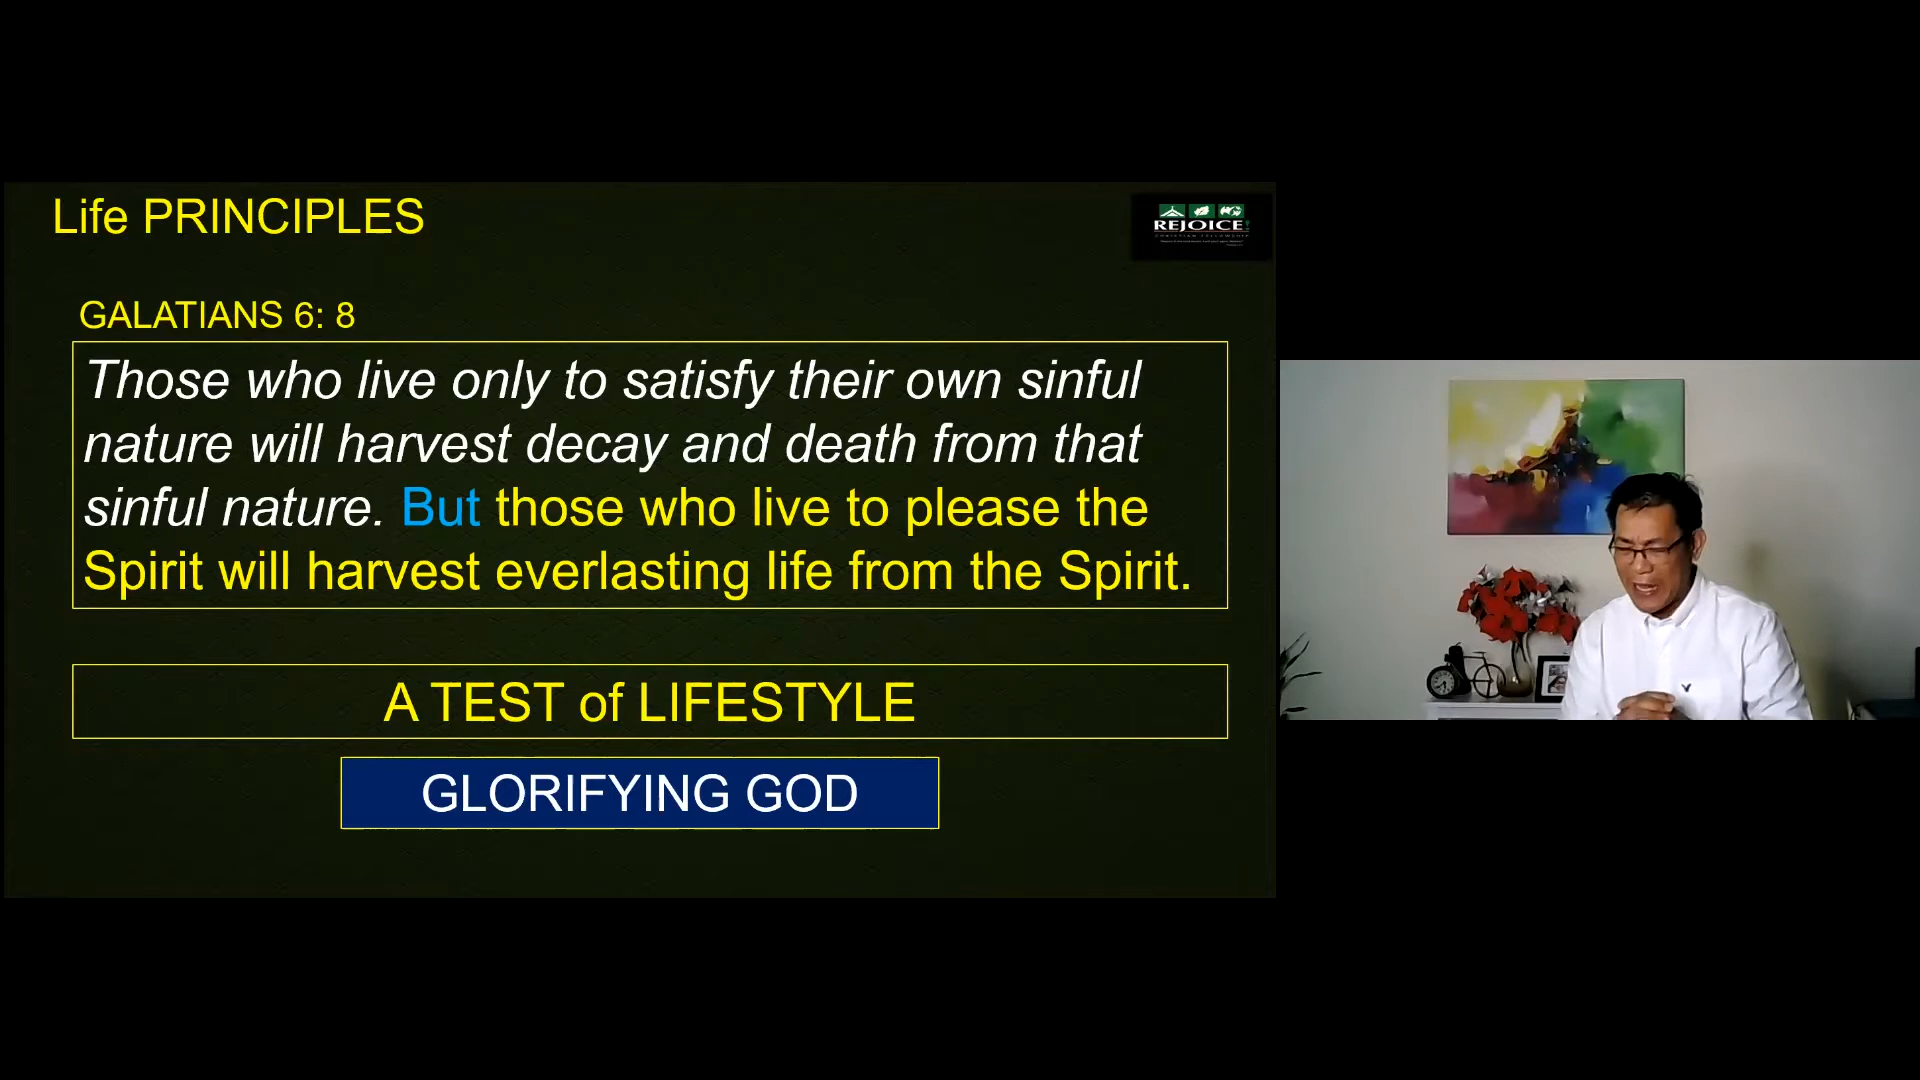 Life PRINCIPLES
REJOICE
CHRISTIAN FELLOWSHIP
GALATIANS 6: 8
Those who live only to satisfy their own sinful
nature will harvest decay and death from that
sinful nature. But those who live to please the
Spirit will harvest everlasting life from the Spirit.
A TEST of LIFESTYLE
GLORIFYING GOD